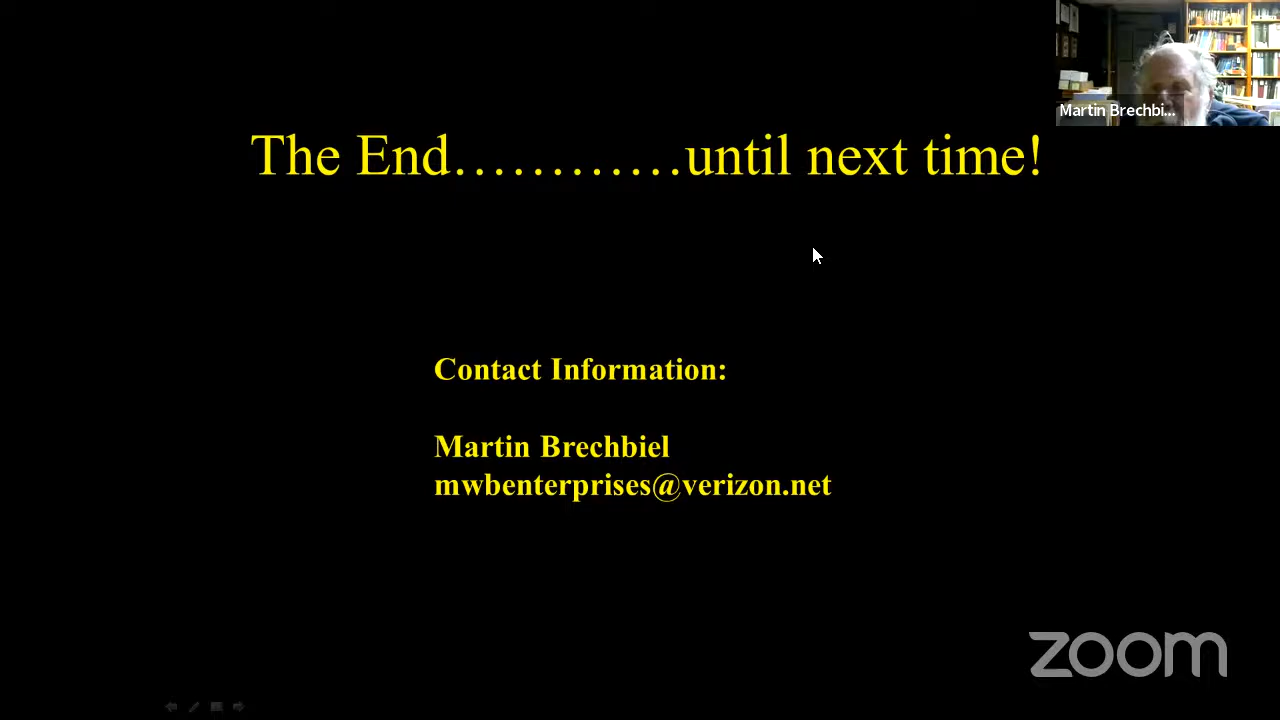 Martin Brechbi...
The End…………until next time!
Contact Information:
Martin Brechbiel
mwbenterprises@verizon.net
zoom